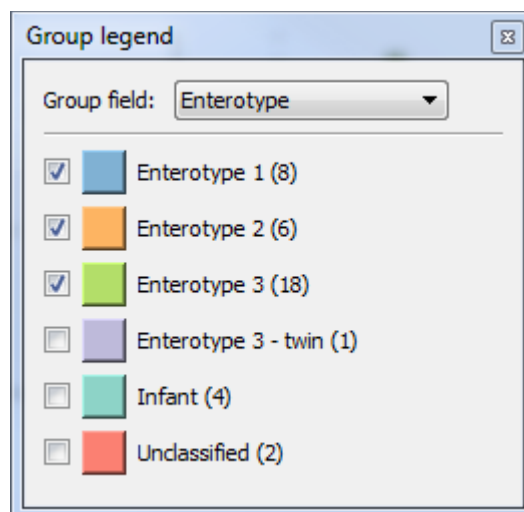 Group legend
Group field: Enterotype
Enterotype 1 (8)
Enterotype 2 (6)
Enterotype 3 (18)
Enterotype 3 - twin (1)
Infant (4)
Unclassified (2)